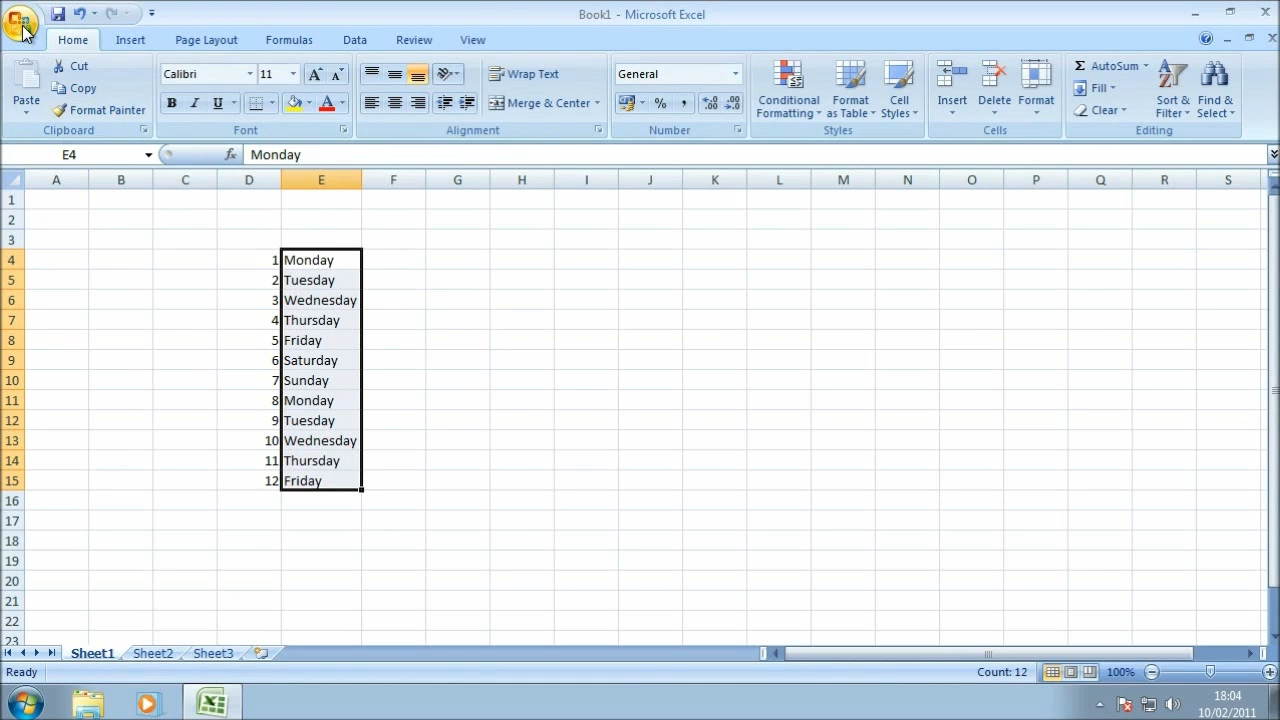 Book1 - Microsoft Excel
Home Insert Page Layout Formulas Data Review View
Paste
Cut
Copy
Format Painter
Clipboard
Calibri 11
B I U
Font
Wrap Text
Merge & Center
Alignment
General
%
Number
Conditional Formatting
Format as Table
Cell Styles
Styles
Insert Delete Format
Cells
Σ AutoSum
Fill
Clear
Sort & Filter
Find & Select
Editing
E4 fx Monday
A B C D E F G H I J K L M N O P Q R S
1
2
3
4 1 Monday
5 2 Tuesday
6 3 Wednesday
7 4 Thursday
8 5 Friday
9 6 Saturday
10 7 Sunday
11 8 Monday
12 9 Tuesday
13 10 Wednesday
14 11 Thursday
15 12 Friday
16
17
18
19
20
21
22
23
Sheet1 Sheet2 Sheet3
Ready Count: 12 100%
18:04
10/02/2011